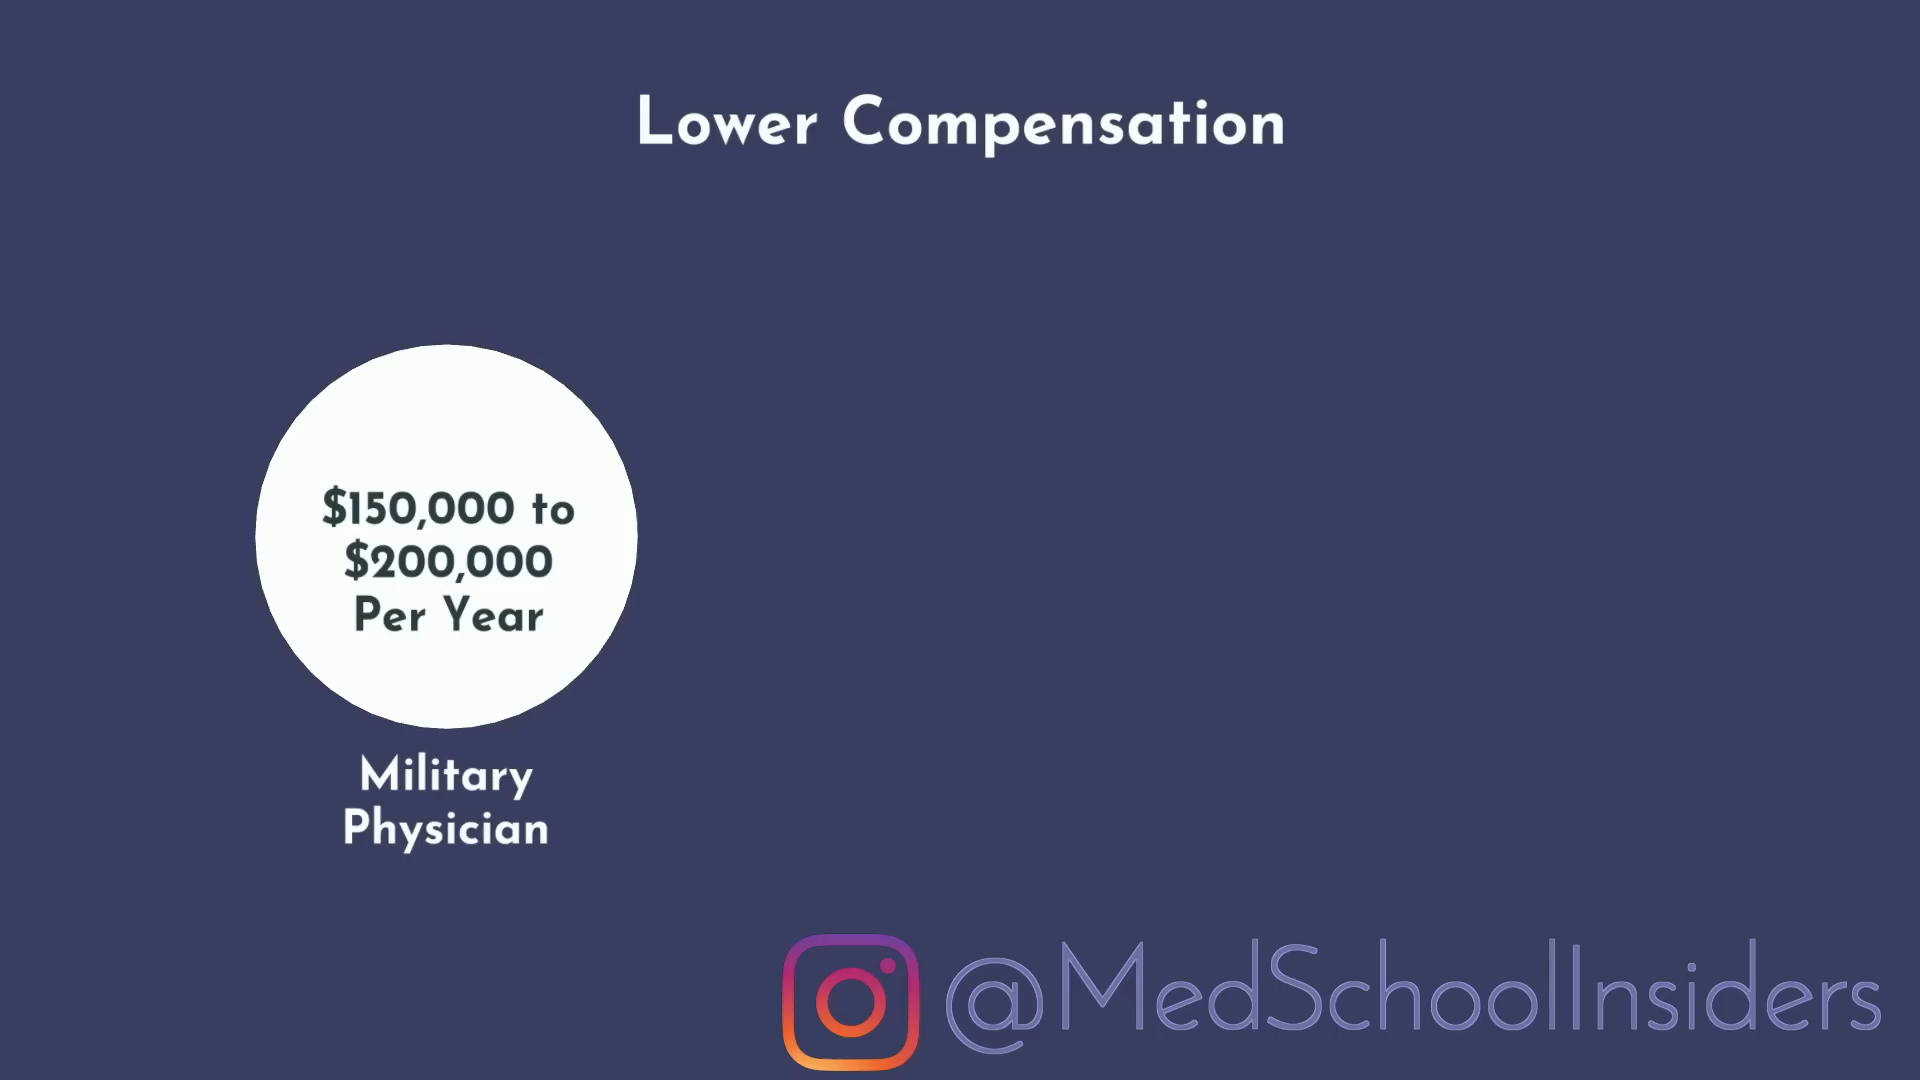 Lower Compensation
$150,000 to
$200,000
Per Year
Military
Physician
@MedSchoolInsiders